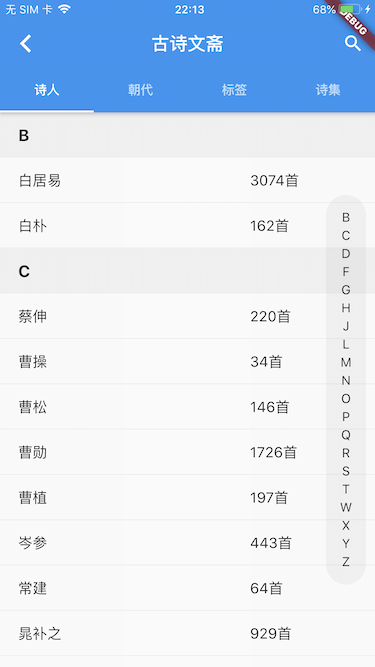 无 SIM 卡 22:13 68%
DEBUG
古诗文斋
诗人 朝代 标签 诗集
B
白居易 3074首
白朴 162首
C
蔡伸 220首
曹操 34首
曹松 146首
曹勋 1726首
曹植 197首
岑参 443首
常建 64首
晁补之 929首
B
C
D
F
G
H
J
L
M
N
O
P
Q
R
S
T
W
X
Y
Z